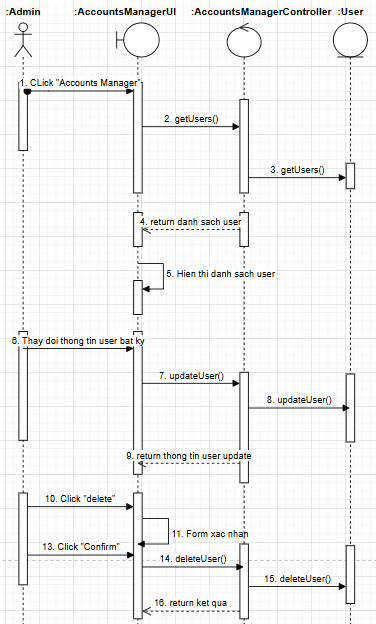 :Admin
:AccountsManagerUI
:AccountsManagerController
:User
1. CLick "Accounts Manager"
2. getUsers()
3. getUsers()
4. return danh sach user
5. Hien thi danh sach user
6. Thay doi thong tin user bat ky
7. updateUser()
8. updateUser()
9. return thong tin user update
10. Click "delete"
11. Form xac nhan
13. Click "Confirm"
14. deleteUser()
15. deleteUser()
16. return ket qua